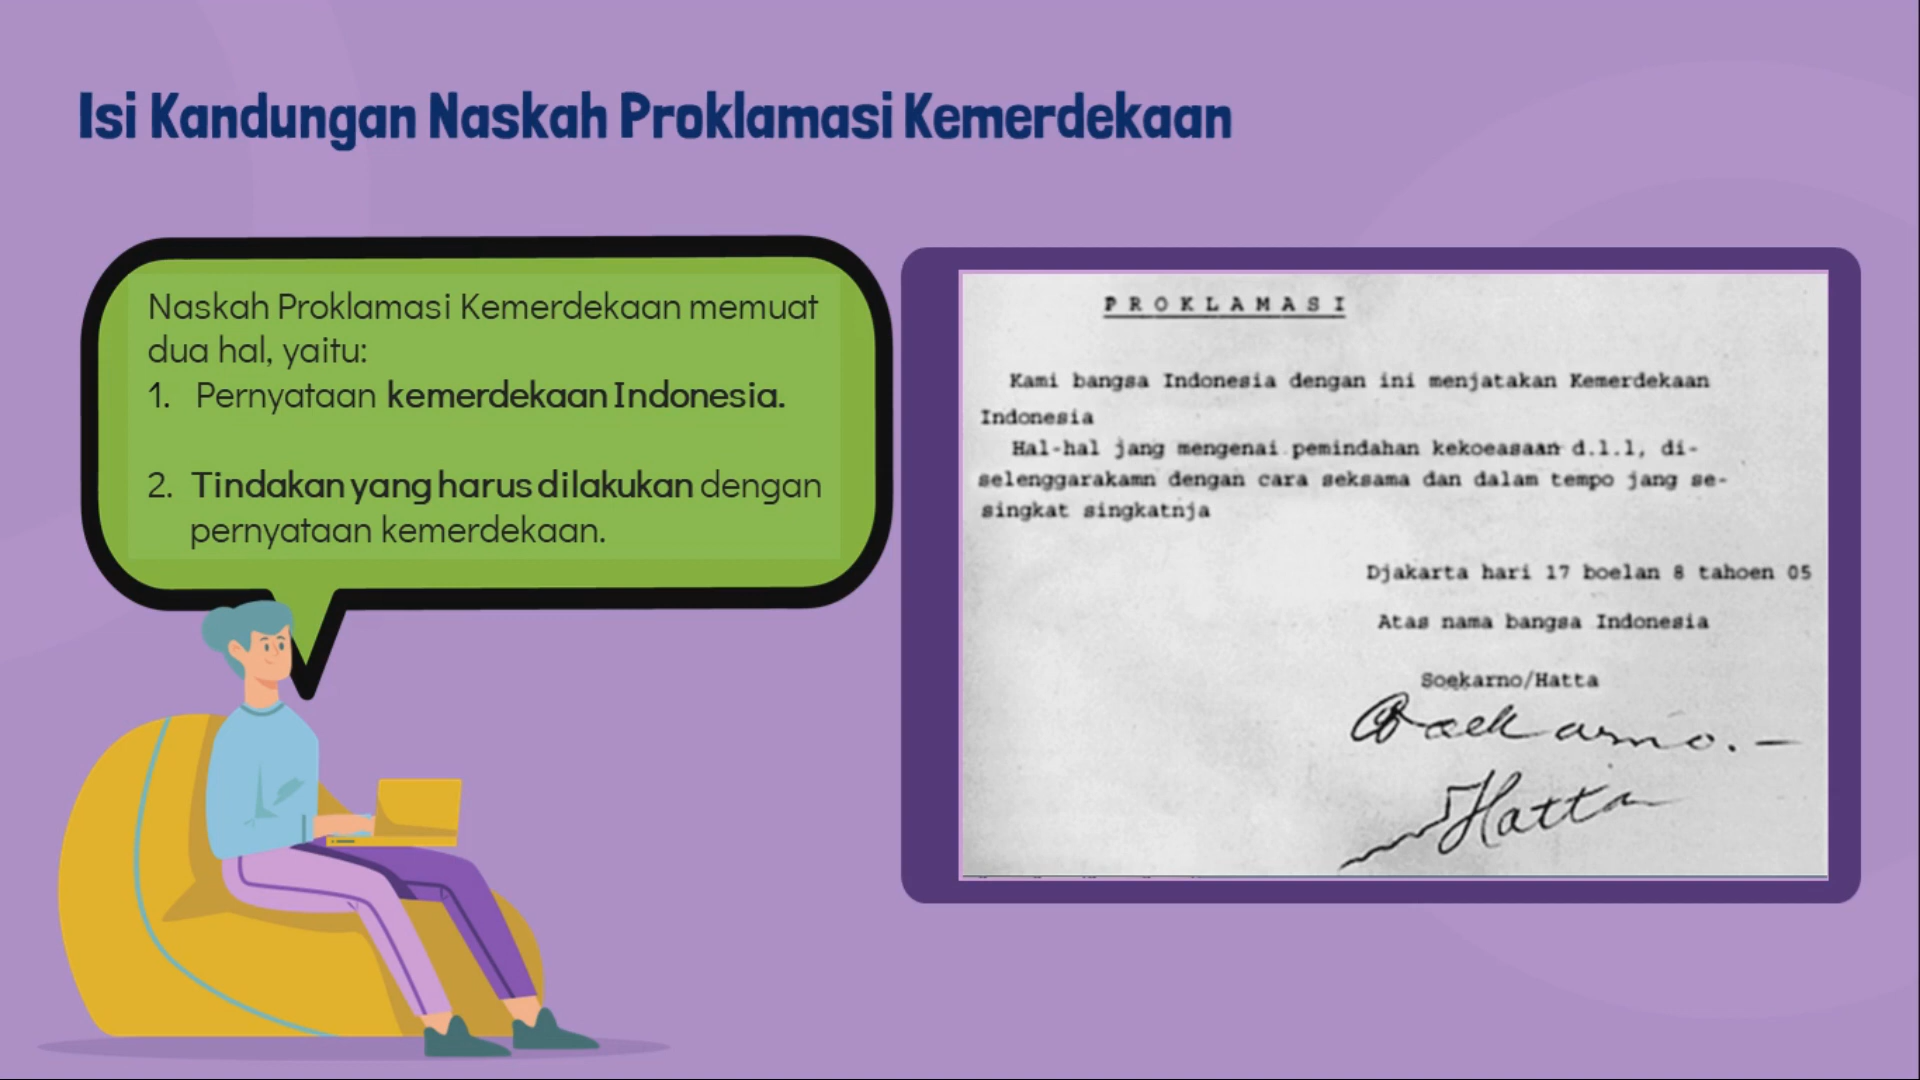 Isi Kandungan Naskah Proklamasi Kemerdekaan
Naskah Proklamasi Kemerdekaan memuat
dua hal, yaitu:
1. Pernyataan kemerdekaan Indonesia.
2. Tindakan yang harus dilakukan dengan
pernyataan kemerdekaan.
P R O K L A M A S I
Kami bangsa Indonesia dengan ini menjatakan Kemerdekaan
Indonesia
Hal-hal jang mengenai pemindahan kekoeasaan d.l.l, di-
selenggarakamn dengan cara seksama dan dalam tempo jang se-
singkat singkatnja
Djakarta hari 17 boelan 8 tahoen 05
Atas nama bangsa Indonesia
Soekarno/Hatta
Soekarno.-
Hatta